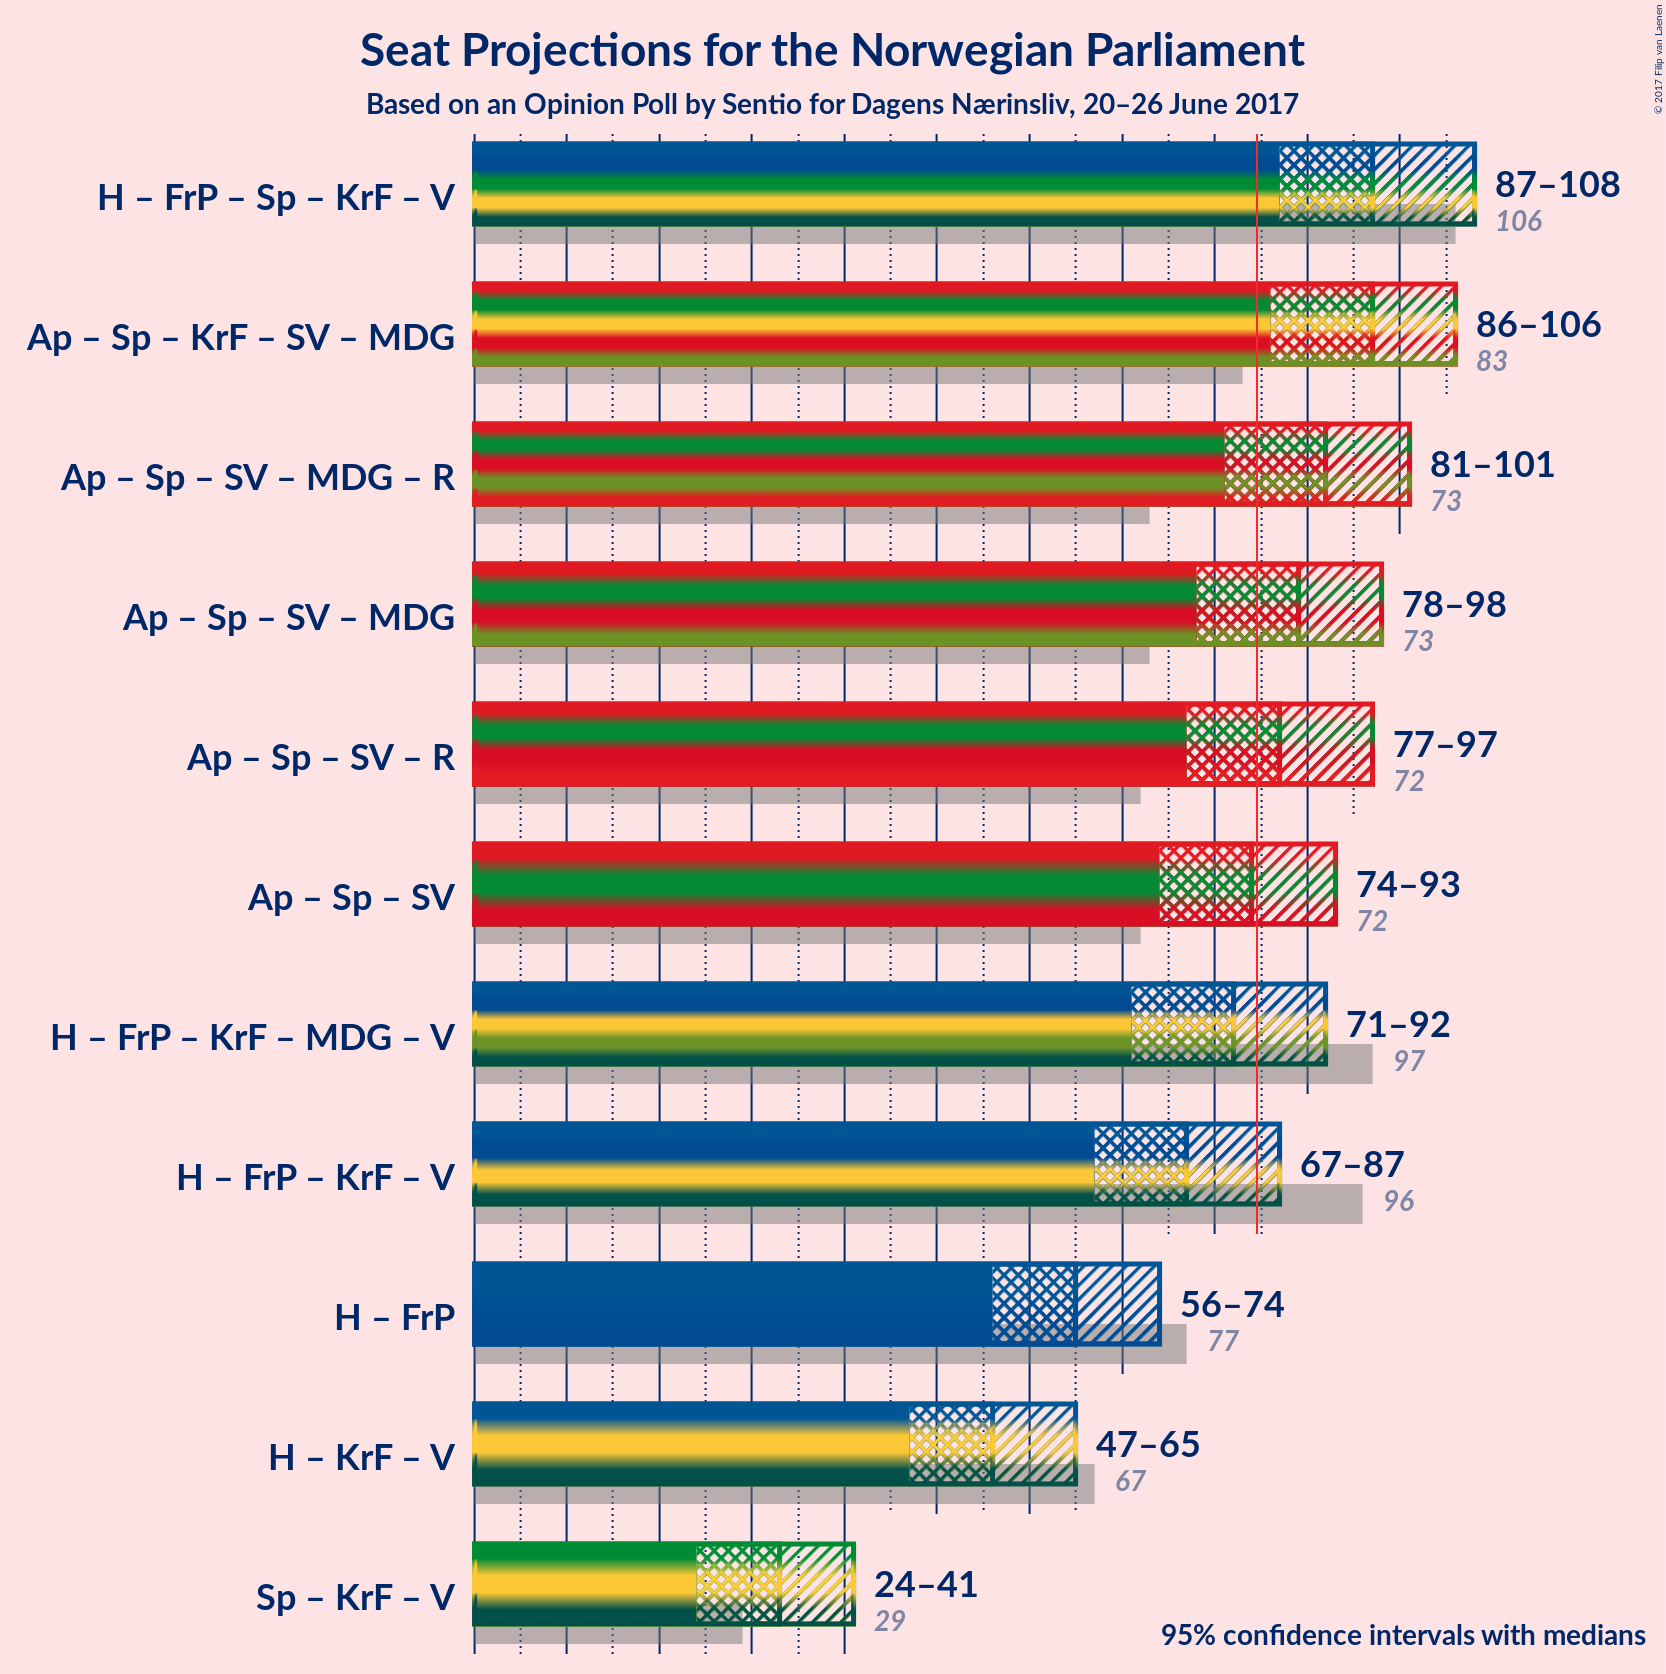 Seat Projections for the Norwegian Parliament
Based on an Opinion Poll by Sentio for Dagens Nærinsliv, 20–26 June 2017
© 2017 Filip van Laenen
H – FrP – Sp – KrF – V
87–108
106
Ap – Sp – KrF – SV – MDG
86–106
83
Ap – Sp – SV – MDG – R
81–101
73
Ap – Sp – SV – MDG
78–98
73
Ap – Sp – SV – R
77–97
72
Ap – Sp – SV
74–93
72
H – FrP – KrF – MDG – V
71–92
97
H – FrP – KrF – V
67–87
96
H – FrP
56–74
77
H – KrF – V
47–65
67
Sp – KrF – V
24–41
29
95% confidence intervals with medians